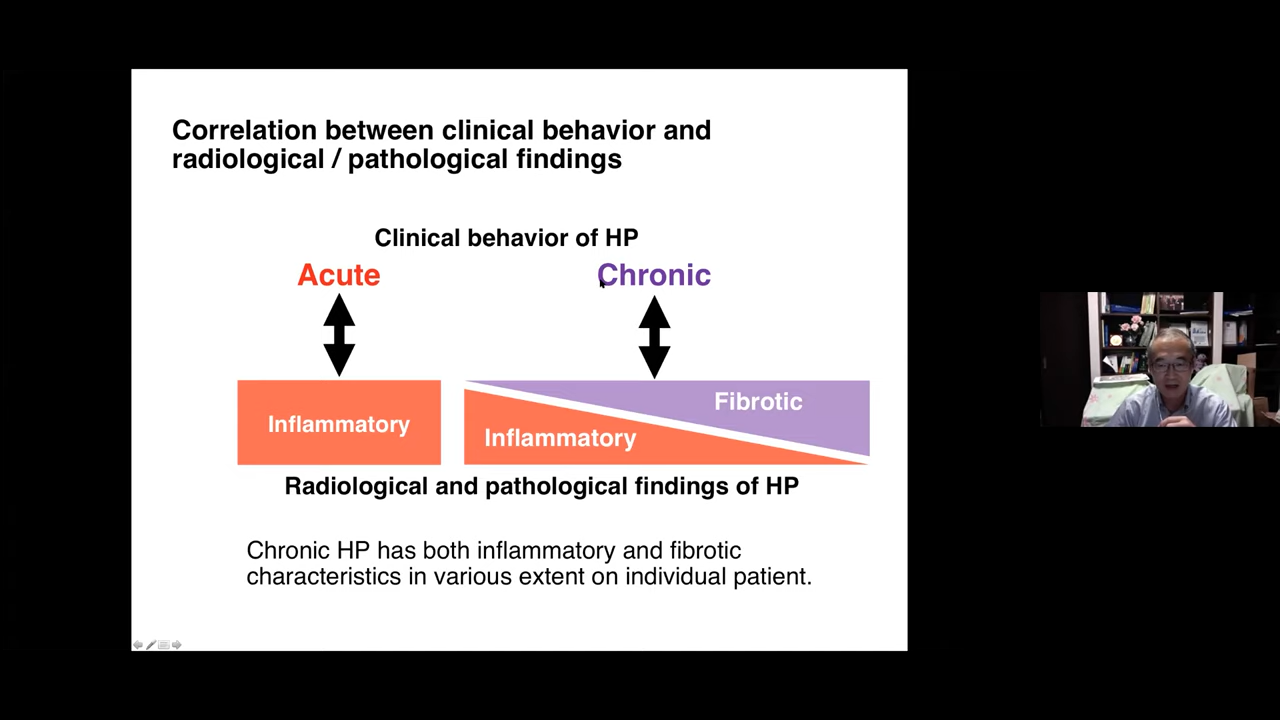 Correlation between clinical behavior and
radiological / pathological findings
Clinical behavior of HP
Acute
Chronic
Inflammatory
Fibrotic
Inflammatory
Radiological and pathological findings of HP
Chronic HP has both inflammatory and fibrotic
characteristics in various extent on individual patient.